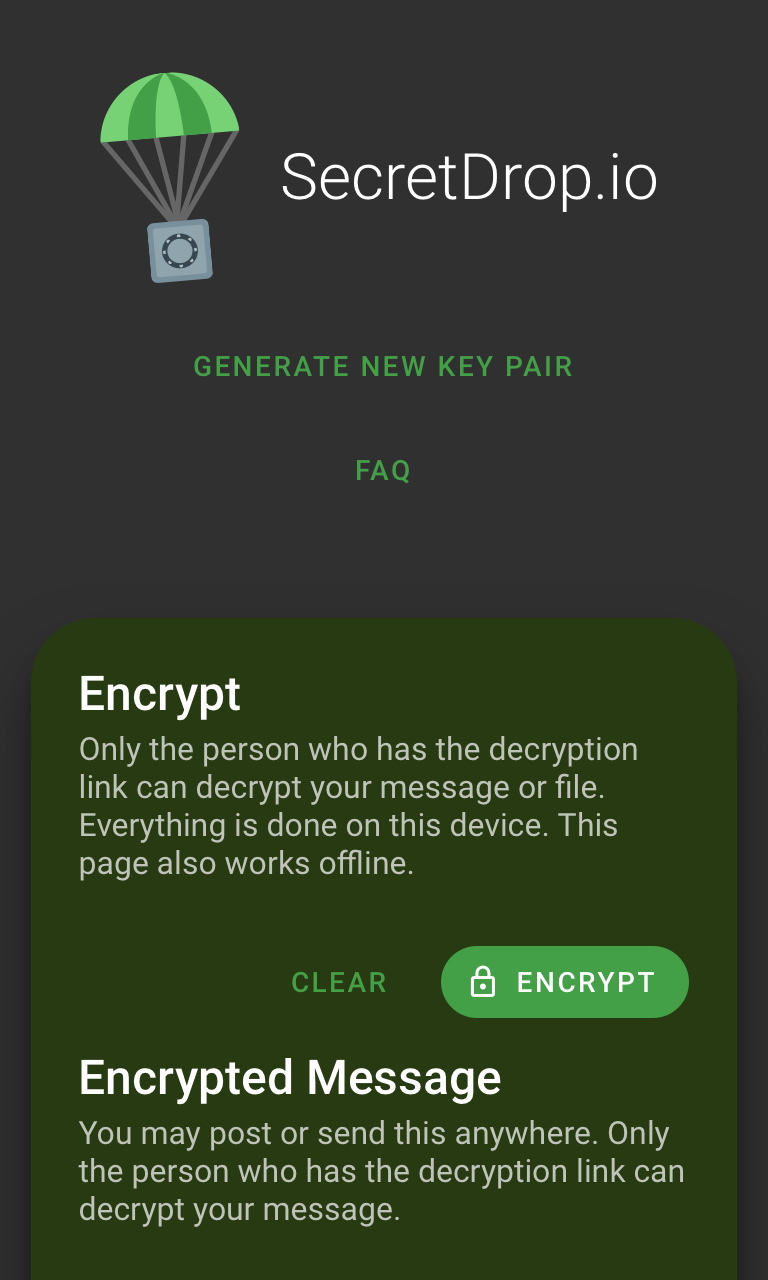 SecretDrop.io
GENERATE NEW KEY PAIR
FAQ
Encrypt
Only the person who has the decryption
link can decrypt your message or file.
Everything is done on this device. This
page also works offline.
CLEAR
ENCRYPT
Encrypted Message
You may post or send this anywhere. Only
the person who has the decryption link can
decrypt your message.